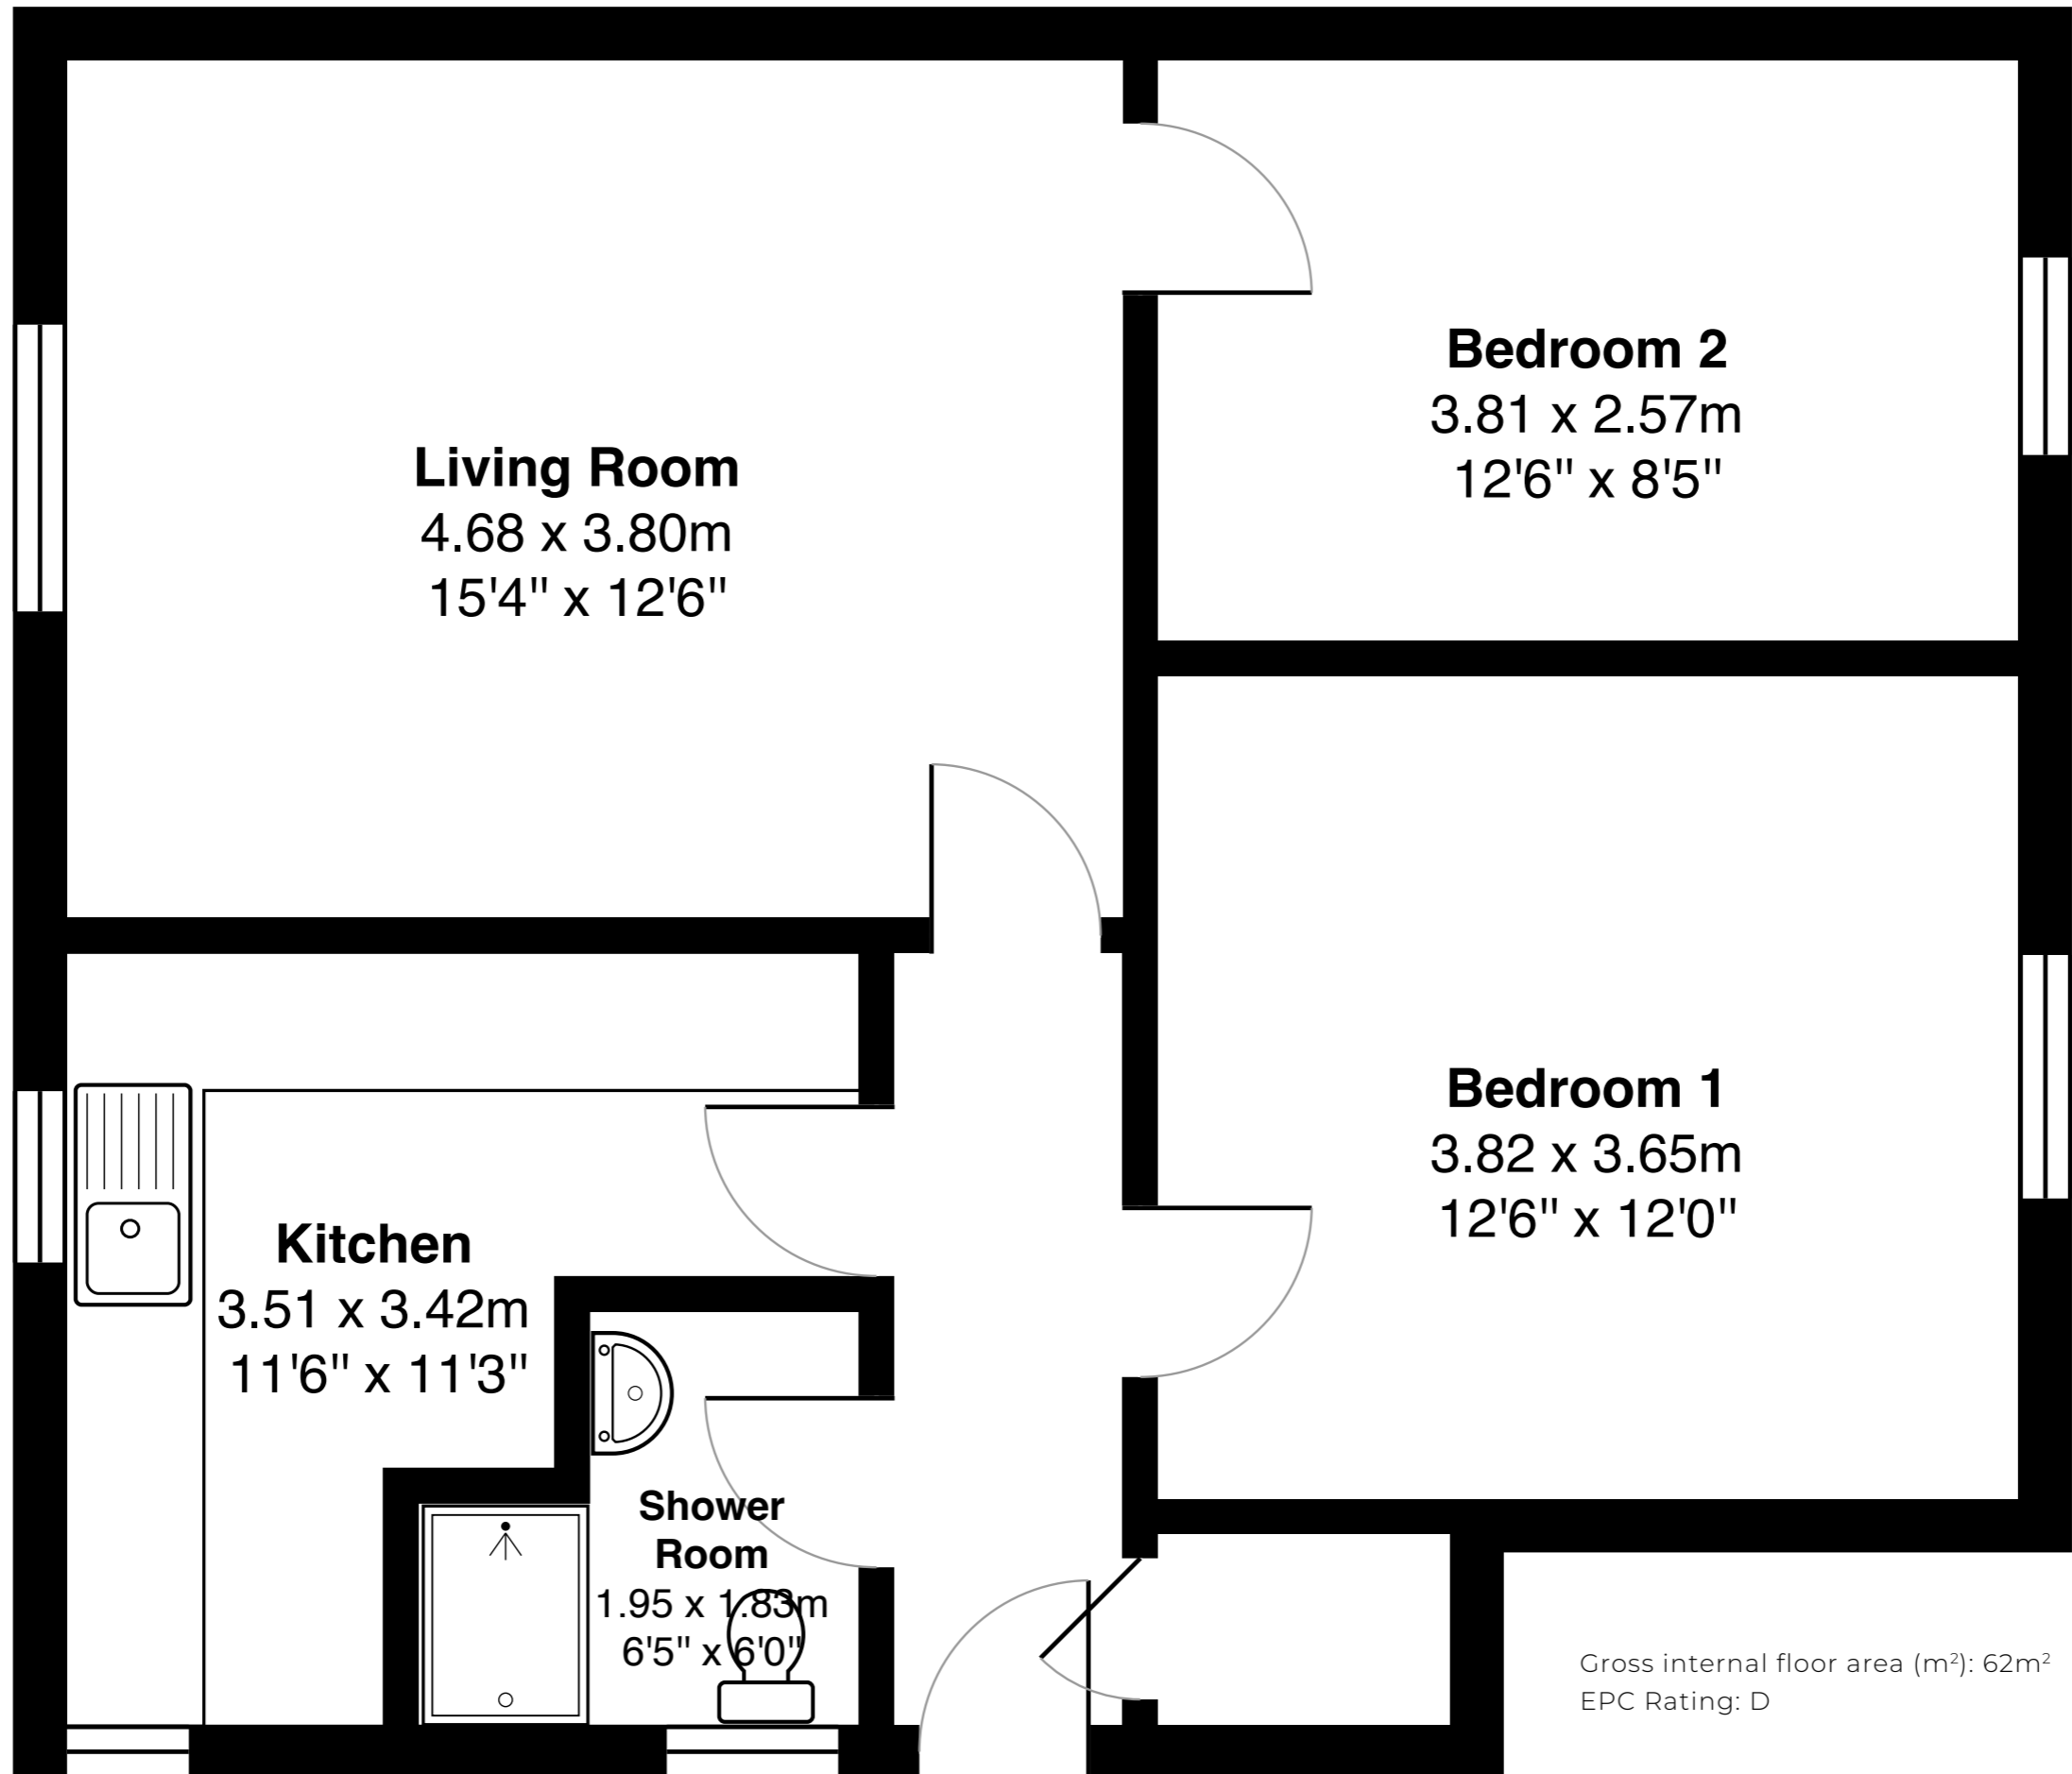 Living Room
4.68 x 3.80m
15'4" x 12'6"
Bedroom 2
3.81 x 2.57m
12'6" x 8'5"
Bedroom 1
3.82 x 3.65m
12'6" x 12'0"
Kitchen
3.51 x 3.42m
11'6" x 11'3"
Shower
Room
1.95 x 1.83m
6'5" x 6'0"
Gross internal floor area (m²): 62m²
EPC Rating: D